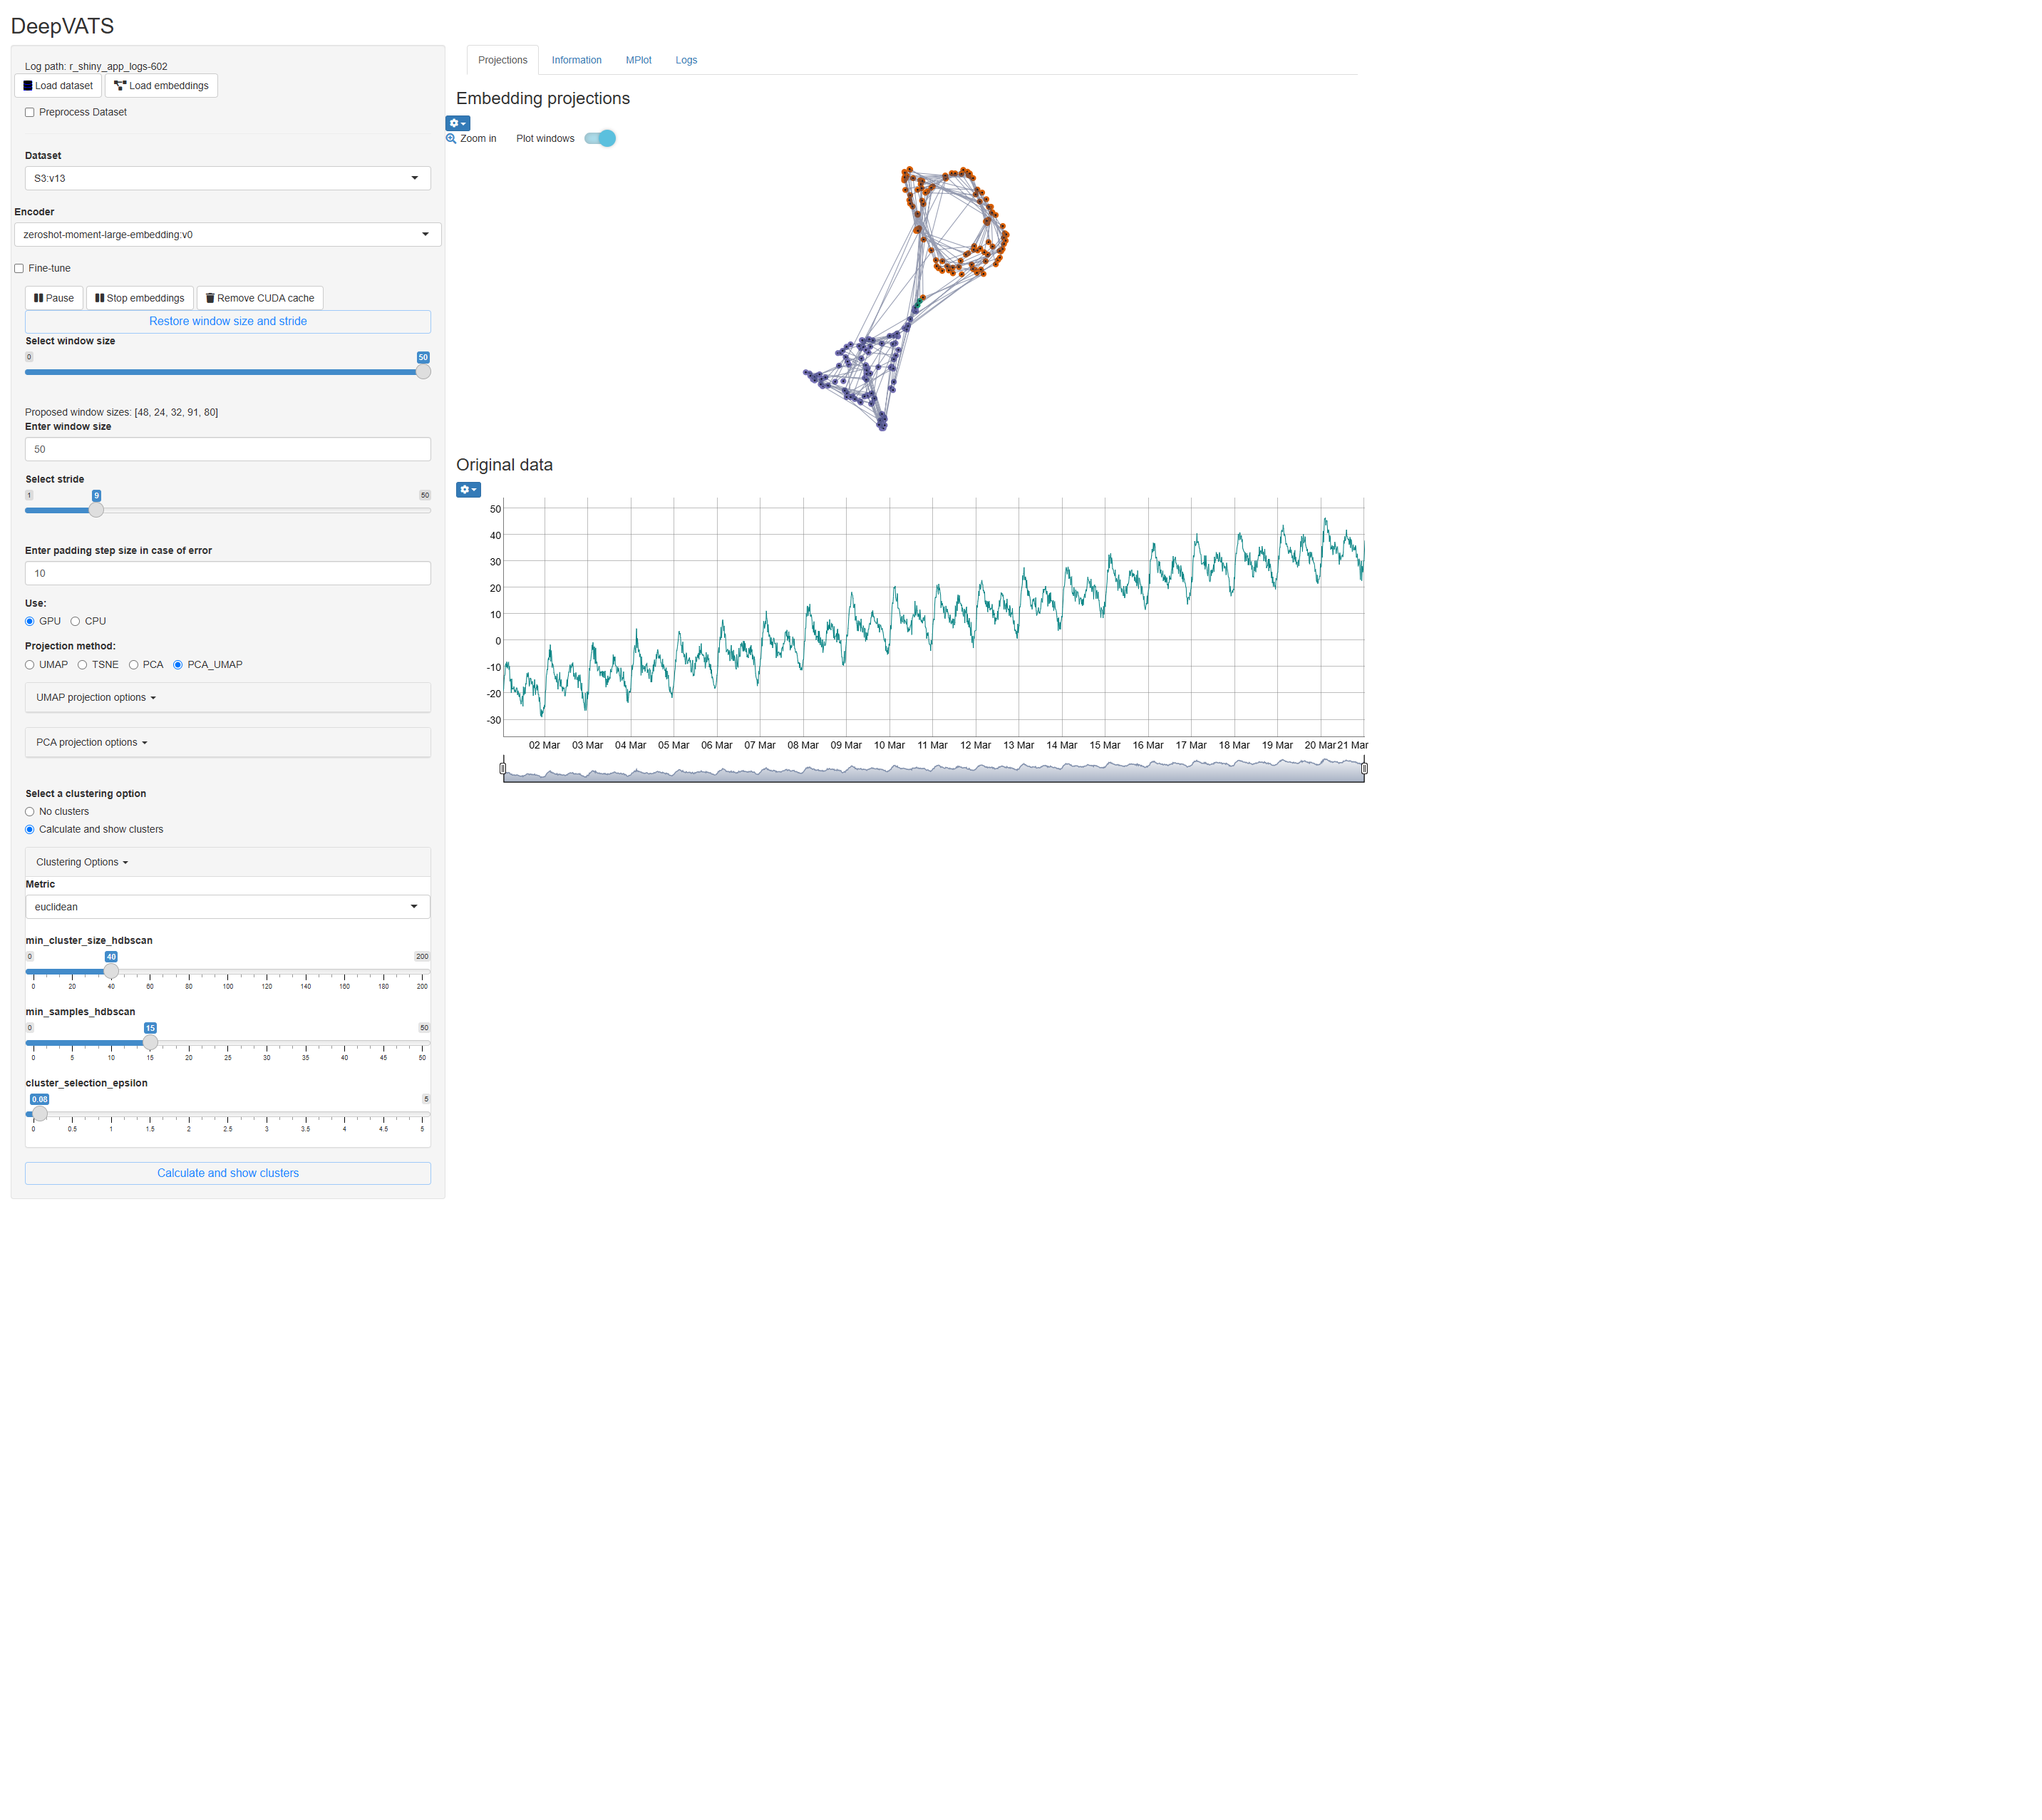 DeepVATS
Log path: r_shiny_app_logs-602
Load dataset Load embeddings
Preprocess Dataset
Dataset
S3:v13
Encoder
zeroshot-moment-large-embedding:v0
Fine-tune
Pause Stop embeddings Remove CUDA cache
Restore window size and stride
Select window size
0 50
Proposed window sizes: [48, 24, 32, 91, 80]
Enter window size
50
Select stride
1 9 50
Enter padding step size in case of error
10
Use:
GPU CPU
Projection method:
UMAP TSNE PCA PCA_UMAP
UMAP projection options
PCA projection options
Select a clustering option
No clusters
Calculate and show clusters
Clustering Options
Metric
euclidean
min_cluster_size_hdbscan
0 40 200
0 20 40 60 80 100 120 140 160 180 200
min_samples_hdbscan
0 15 50
0 5 10 15 20 25 30 35 40 45 50
cluster_selection_epsilon
0.08 5
0 0.5 1 1.5 2 2.5 3 3.5 4 4.5 5
Calculate and show clusters
Projections Information MPlot Logs
Embedding projections
Zoom in Plot windows
Original data
50
40
30
20
10
0
-10
-20
-30
02 Mar 03 Mar 04 Mar 05 Mar 06 Mar 07 Mar 08 Mar 09 Mar 10 Mar 11 Mar 12 Mar 13 Mar 14 Mar 15 Mar 16 Mar 17 Mar 18 Mar 19 Mar 20 Mar 21 Mar